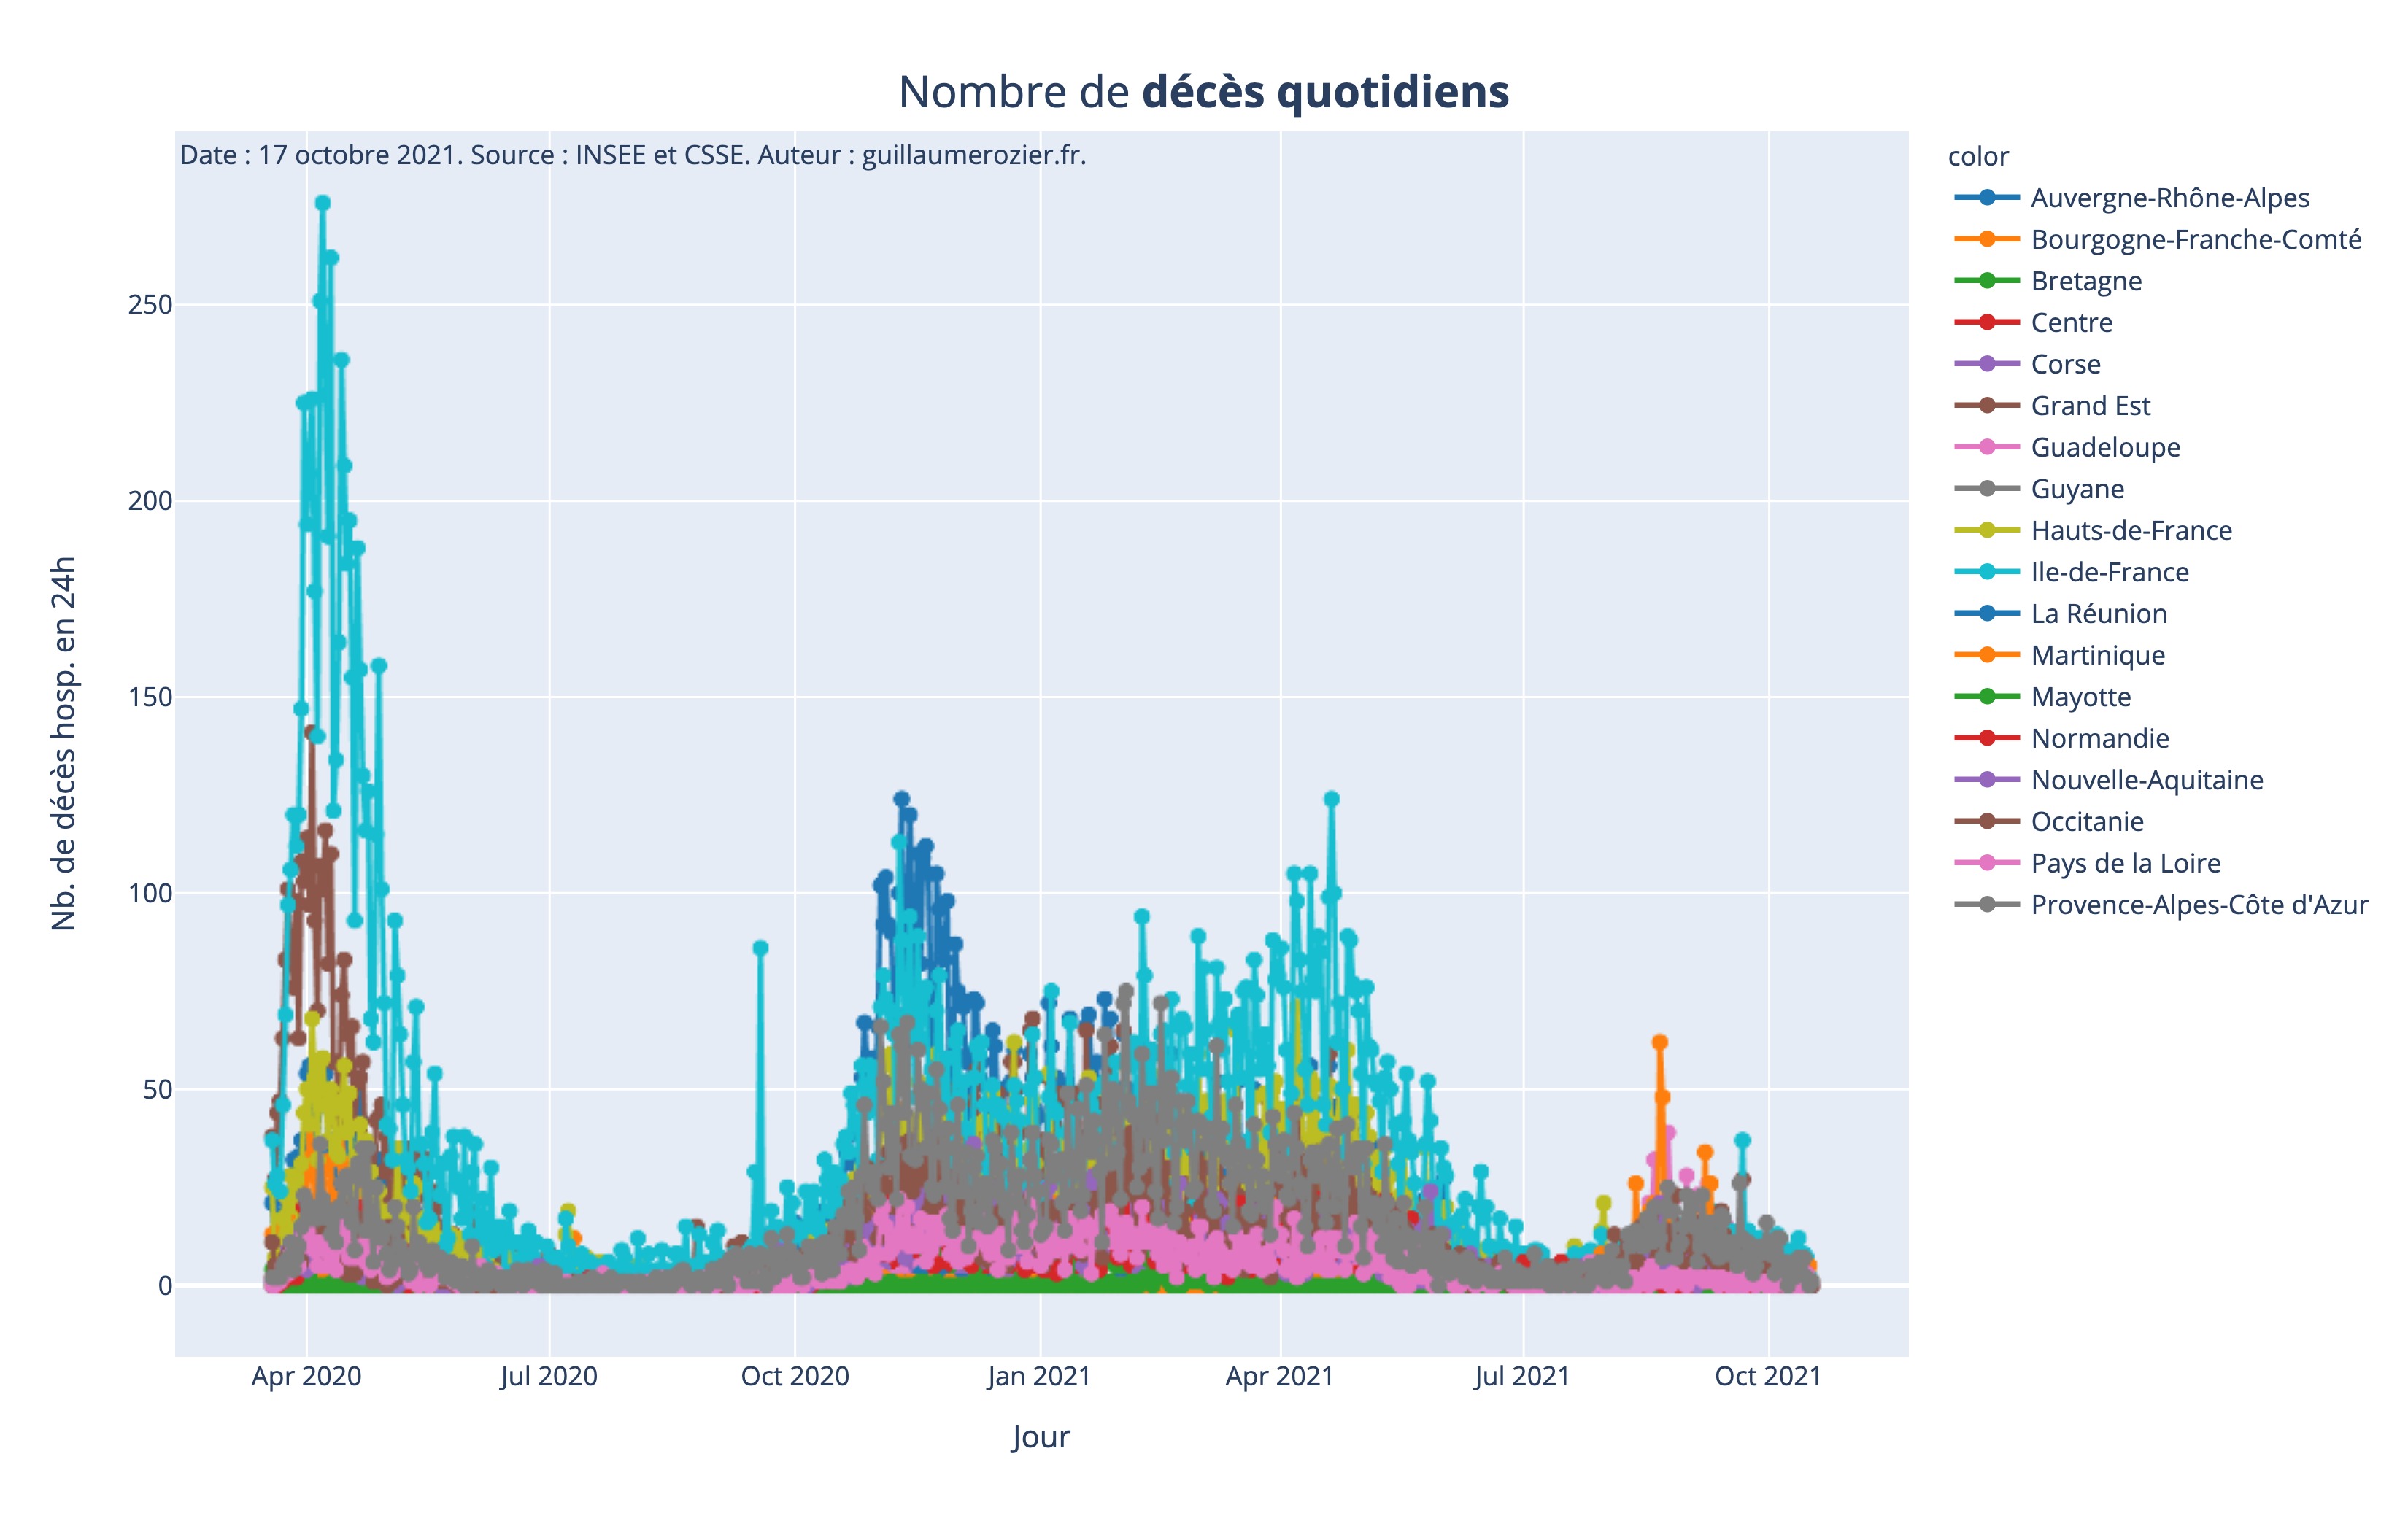 Nombre de décès quotidiens
Date : 17 octobre 2021. Source : INSEE et CSSE. Auteur : guillaumerozier.fr.
Nb. de décès hosp. en 24h
250
200
150
100
50
0
Apr 2020
Jul 2020
Oct 2020
Jan 2021
Apr 2021
Jul 2021
Oct 2021
Jour
color
Auvergne-Rhône-Alpes
Bourgogne-Franche-Comté
Bretagne
Centre
Corse
Grand Est
Guadeloupe
Guyane
Hauts-de-France
Ile-de-France
La Réunion
Martinique
Mayotte
Normandie
Nouvelle-Aquitaine
Occitanie
Pays de la Loire
Provence-Alpes-Côte d'Azur